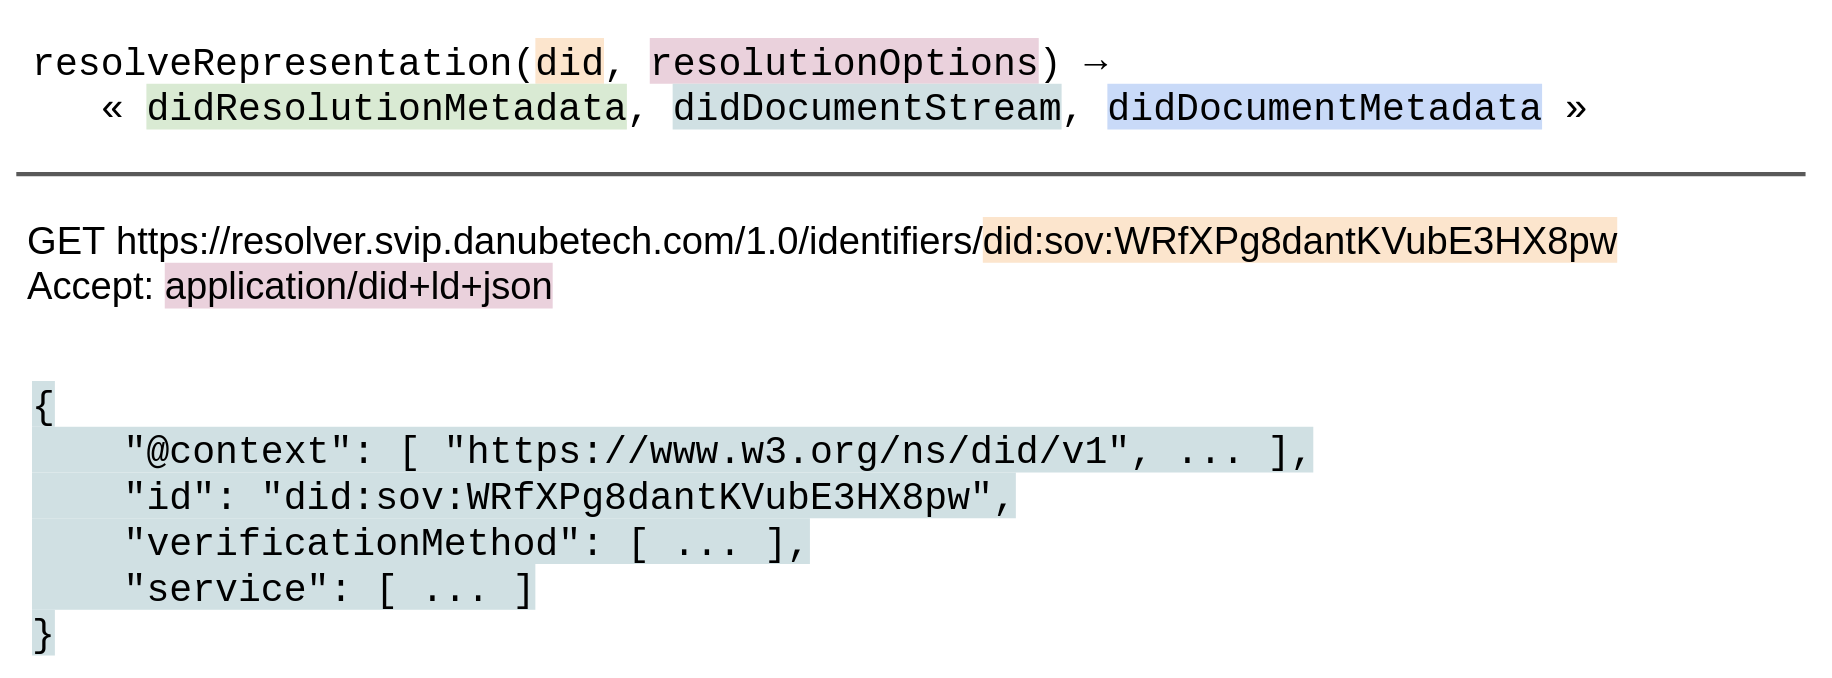 resolveRepresentation(did, resolutionOptions) →
« didResolutionMetadata, didDocumentStream, didDocumentMetadata »
GET https://resolver.svip.danubetech.com/1.0/identifiers/did:sov:WRfXPg8dantKVubE3HX8pw
Accept: application/did+ld+json
{
"@context": [ "https://www.w3.org/ns/did/v1", ... ],
"id": "did:sov:WRfXPg8dantKVubE3HX8pw",
"verificationMethod": [ ... ],
"service": [ ... ]
}